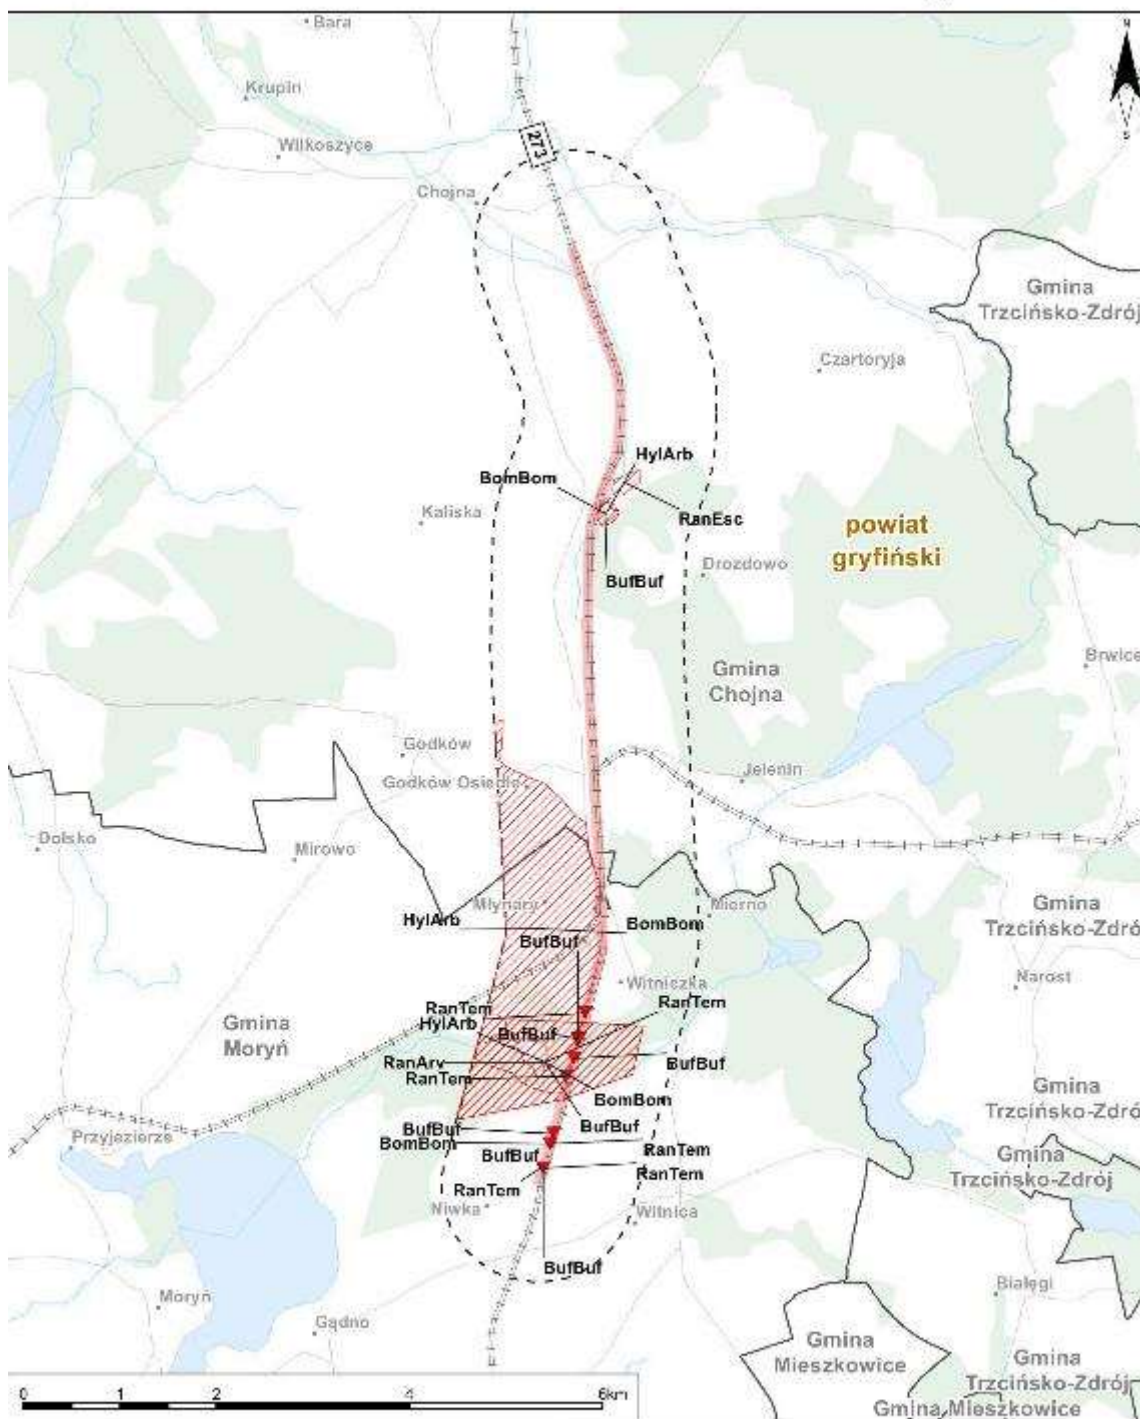 N
Bara
Krupin
Wilkoszyce
273
S
Chojna
Gmina
Trzcińsko-Zdrój
Czartoryja
HylArb
BomBom
Kaliska
RanEsc
powiat
gryfiński
Drozdowo
BufBuf
Brwice
Gmina
Chojna
Godków
Godków Osiedle
Jelenin
Dolsko
Mirowo
Młynary
Mierno
Gmina
Trzcińsko-Zdró
HylArb
BomBom
BufBuf
Narost
Witniczka
RanTem
RanTem
HylArb
BufBuf
Gmina
Moryń
RanArv
BufBuf
RanTem
BomBom
Gmina
Trzcińsko-Zdró
BufBuf
BufBuf
Przyjezierze
BomBom
BufBuf
RanTem
Gmina
Trzcińsko-Zdrój
RanTem
RanTem
Niwka
Witnica
BufBuf
Moryń
Białęgi
Gądno
Gmina
Mieszkowice
Gmina
Trzcińsko-Zdrój
Gmina Mieszkowice
0 1 2 4 6km